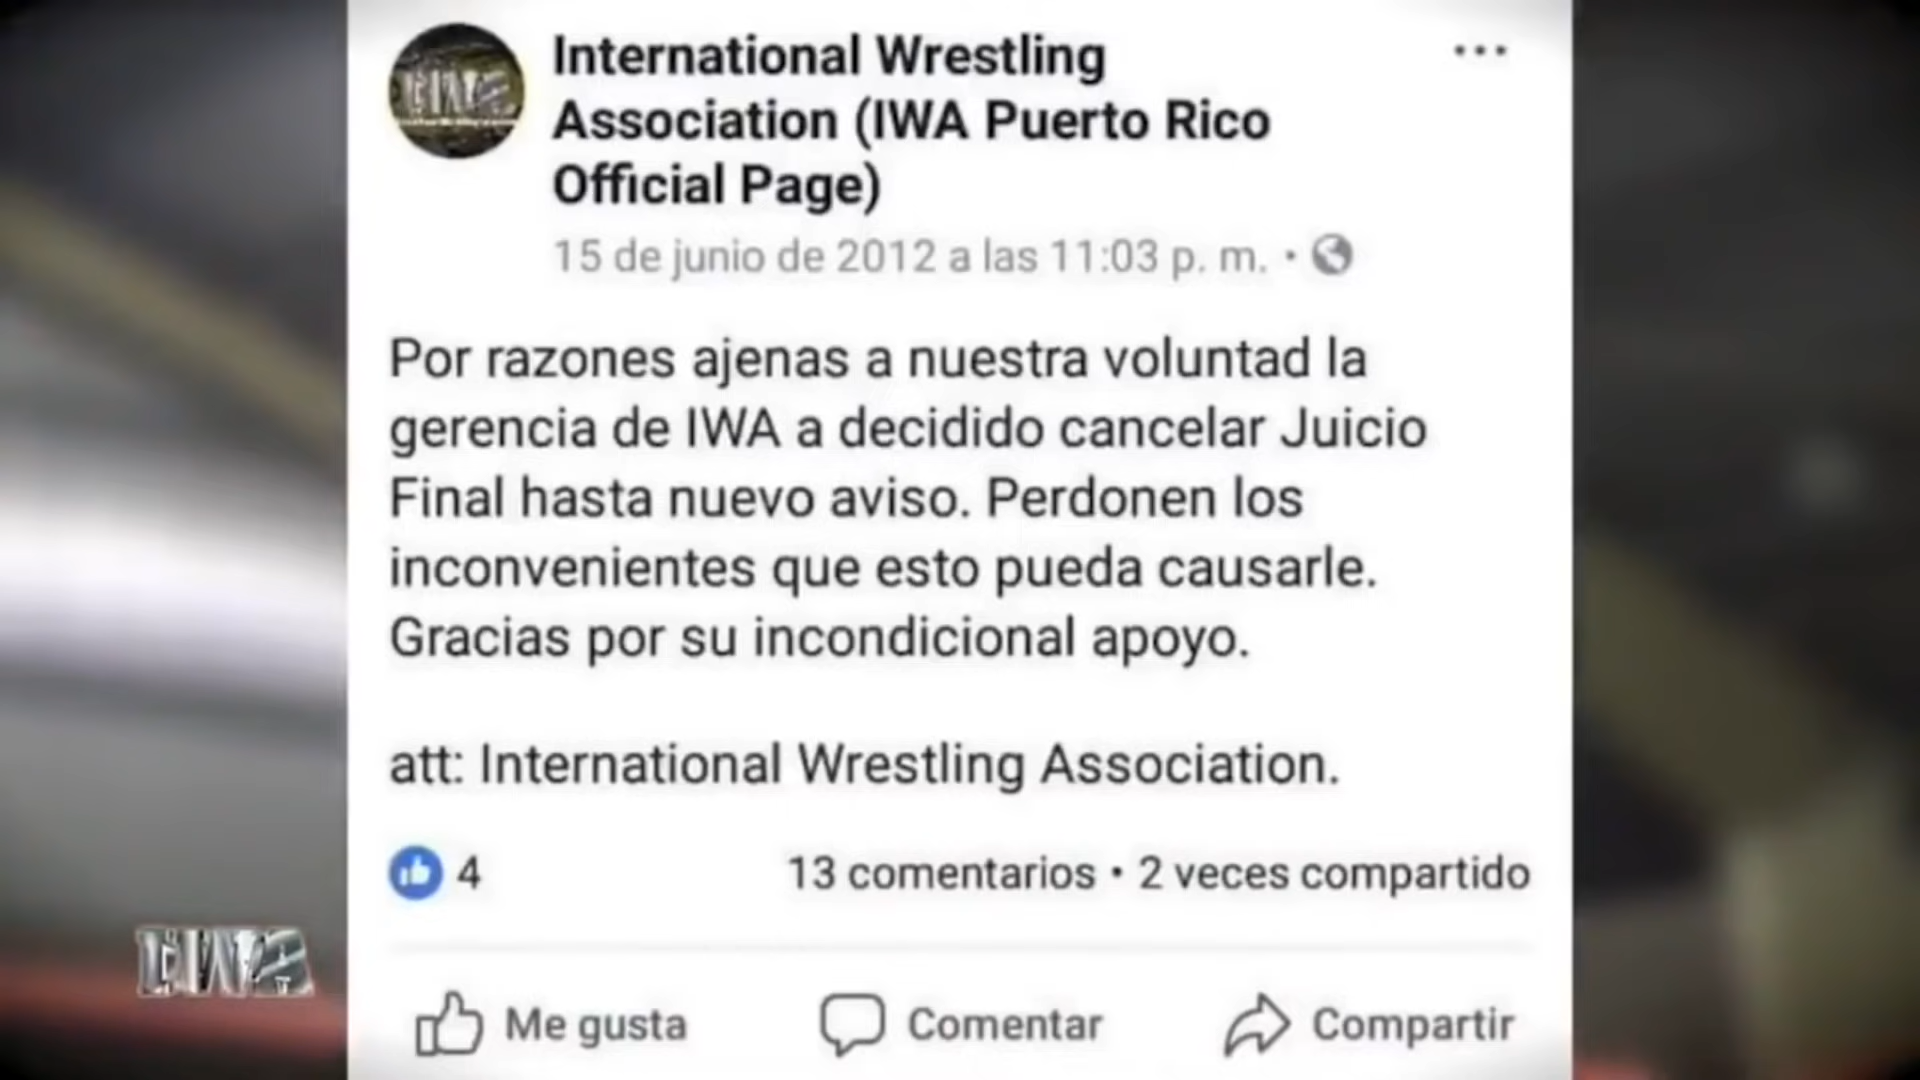 International Wrestling
Association (IWA Puerto Rico
Official Page)
15 de junio de 2012 a las 11:03 p. m. •
Por razones ajenas a nuestra voluntad la
gerencia de IWA a decidido cancelar Juicio
Final hasta nuevo aviso. Perdonen los
inconvenientes que esto pueda causarle.
Gracias por su incondicional apoyo.
att: International Wrestling Association.
4
13 comentarios • 2 veces compartido
Me gusta
Comentar
Compartir
IWA
IWA